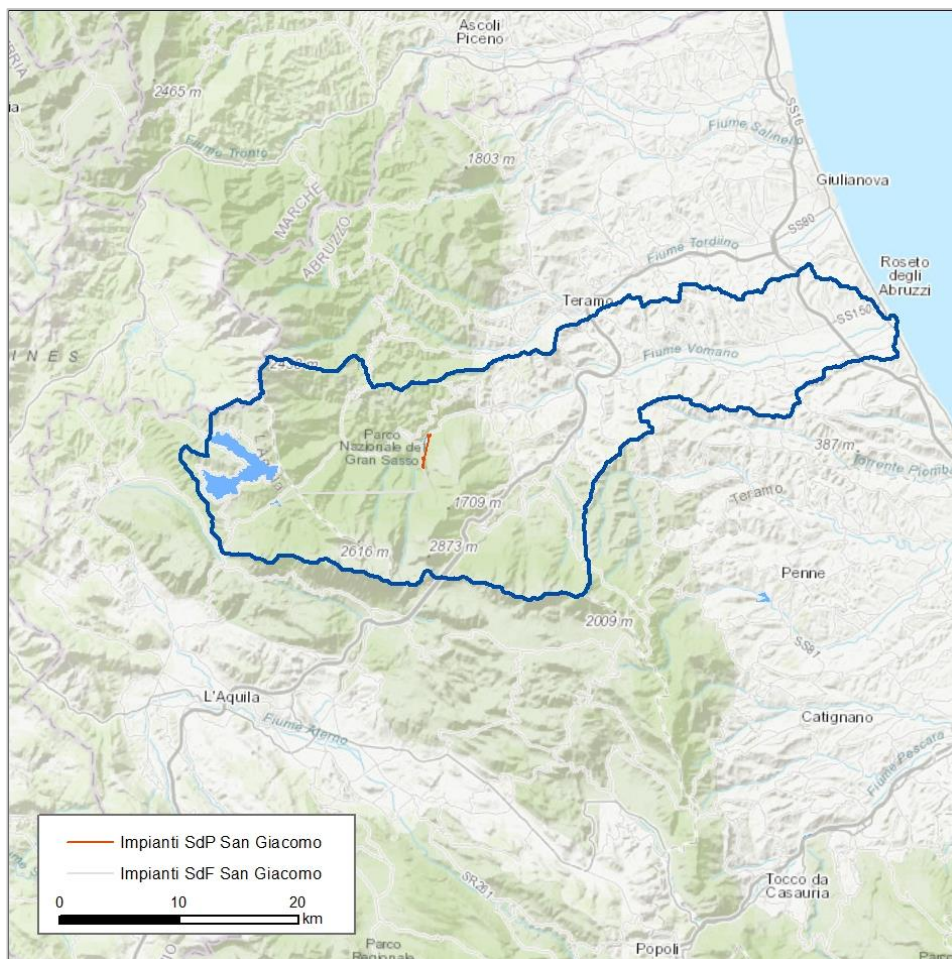 Ascoli
Piceno
2465 m
ia
Fiume Tronto
1803 m
SS16
Fiume Salinello
Giulianova
MARCHE
ABRUZZO
SS80
Fiume Tordino
Roseto
degli
Abruzzi
Teramo
SS150
INES
Fiume Vomano
Parco
Nazionale del
Gran Sasso
387 m
Torrente Piomba
Teramo
1709 m
2616 m
2873 m
Penne
2009 m
SS81
L'Aquila
Fiume Aterno
Catignano
Fiume Pescara
Impianti SdP San Giacomo
Impianti SdF San Giacomo
0
10
20
km
SR261
Tocco da
Casauria
Popoli
Parco
Regionale